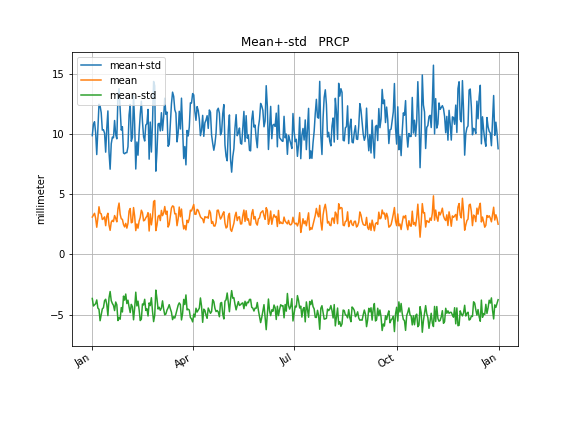 Mean+-std   PRCP
mean+std
mean
mean-std
millimeter
15
10
5
0
−5
Jan
Apr
Jul
Oct
Jan